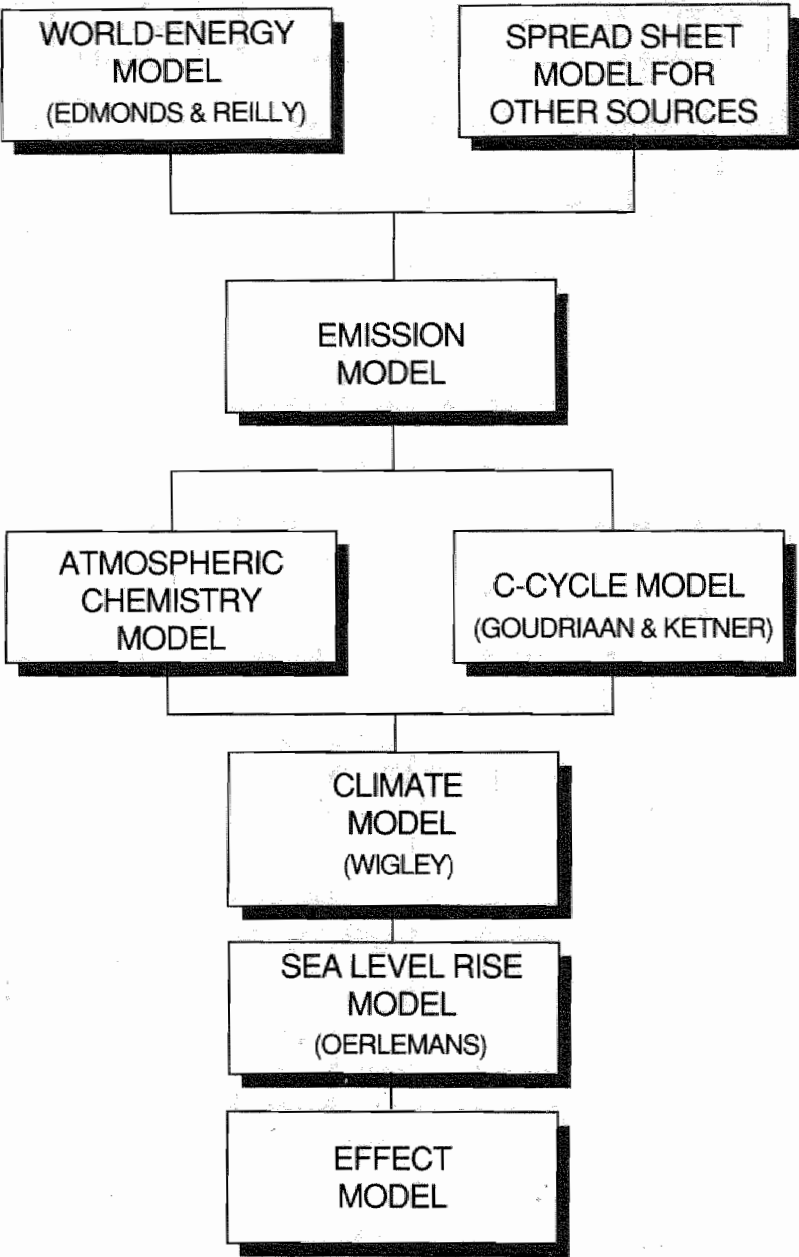 WORLD-ENERGY
MODEL
(EDMONDS & REILLY)
SPREAD SHEET
MODEL FOR
OTHER SOURCES
EMISSION
MODEL
ATMOSPHERIC
CHEMISTRY
MODEL
C-CYCLE MODEL
(GOUDRIAAN & KETNER)
CLIMATE
MODEL
(WIGLEY)
SEA LEVEL RISE
MODEL
(OERLEMANS)
EFFECT
MODEL